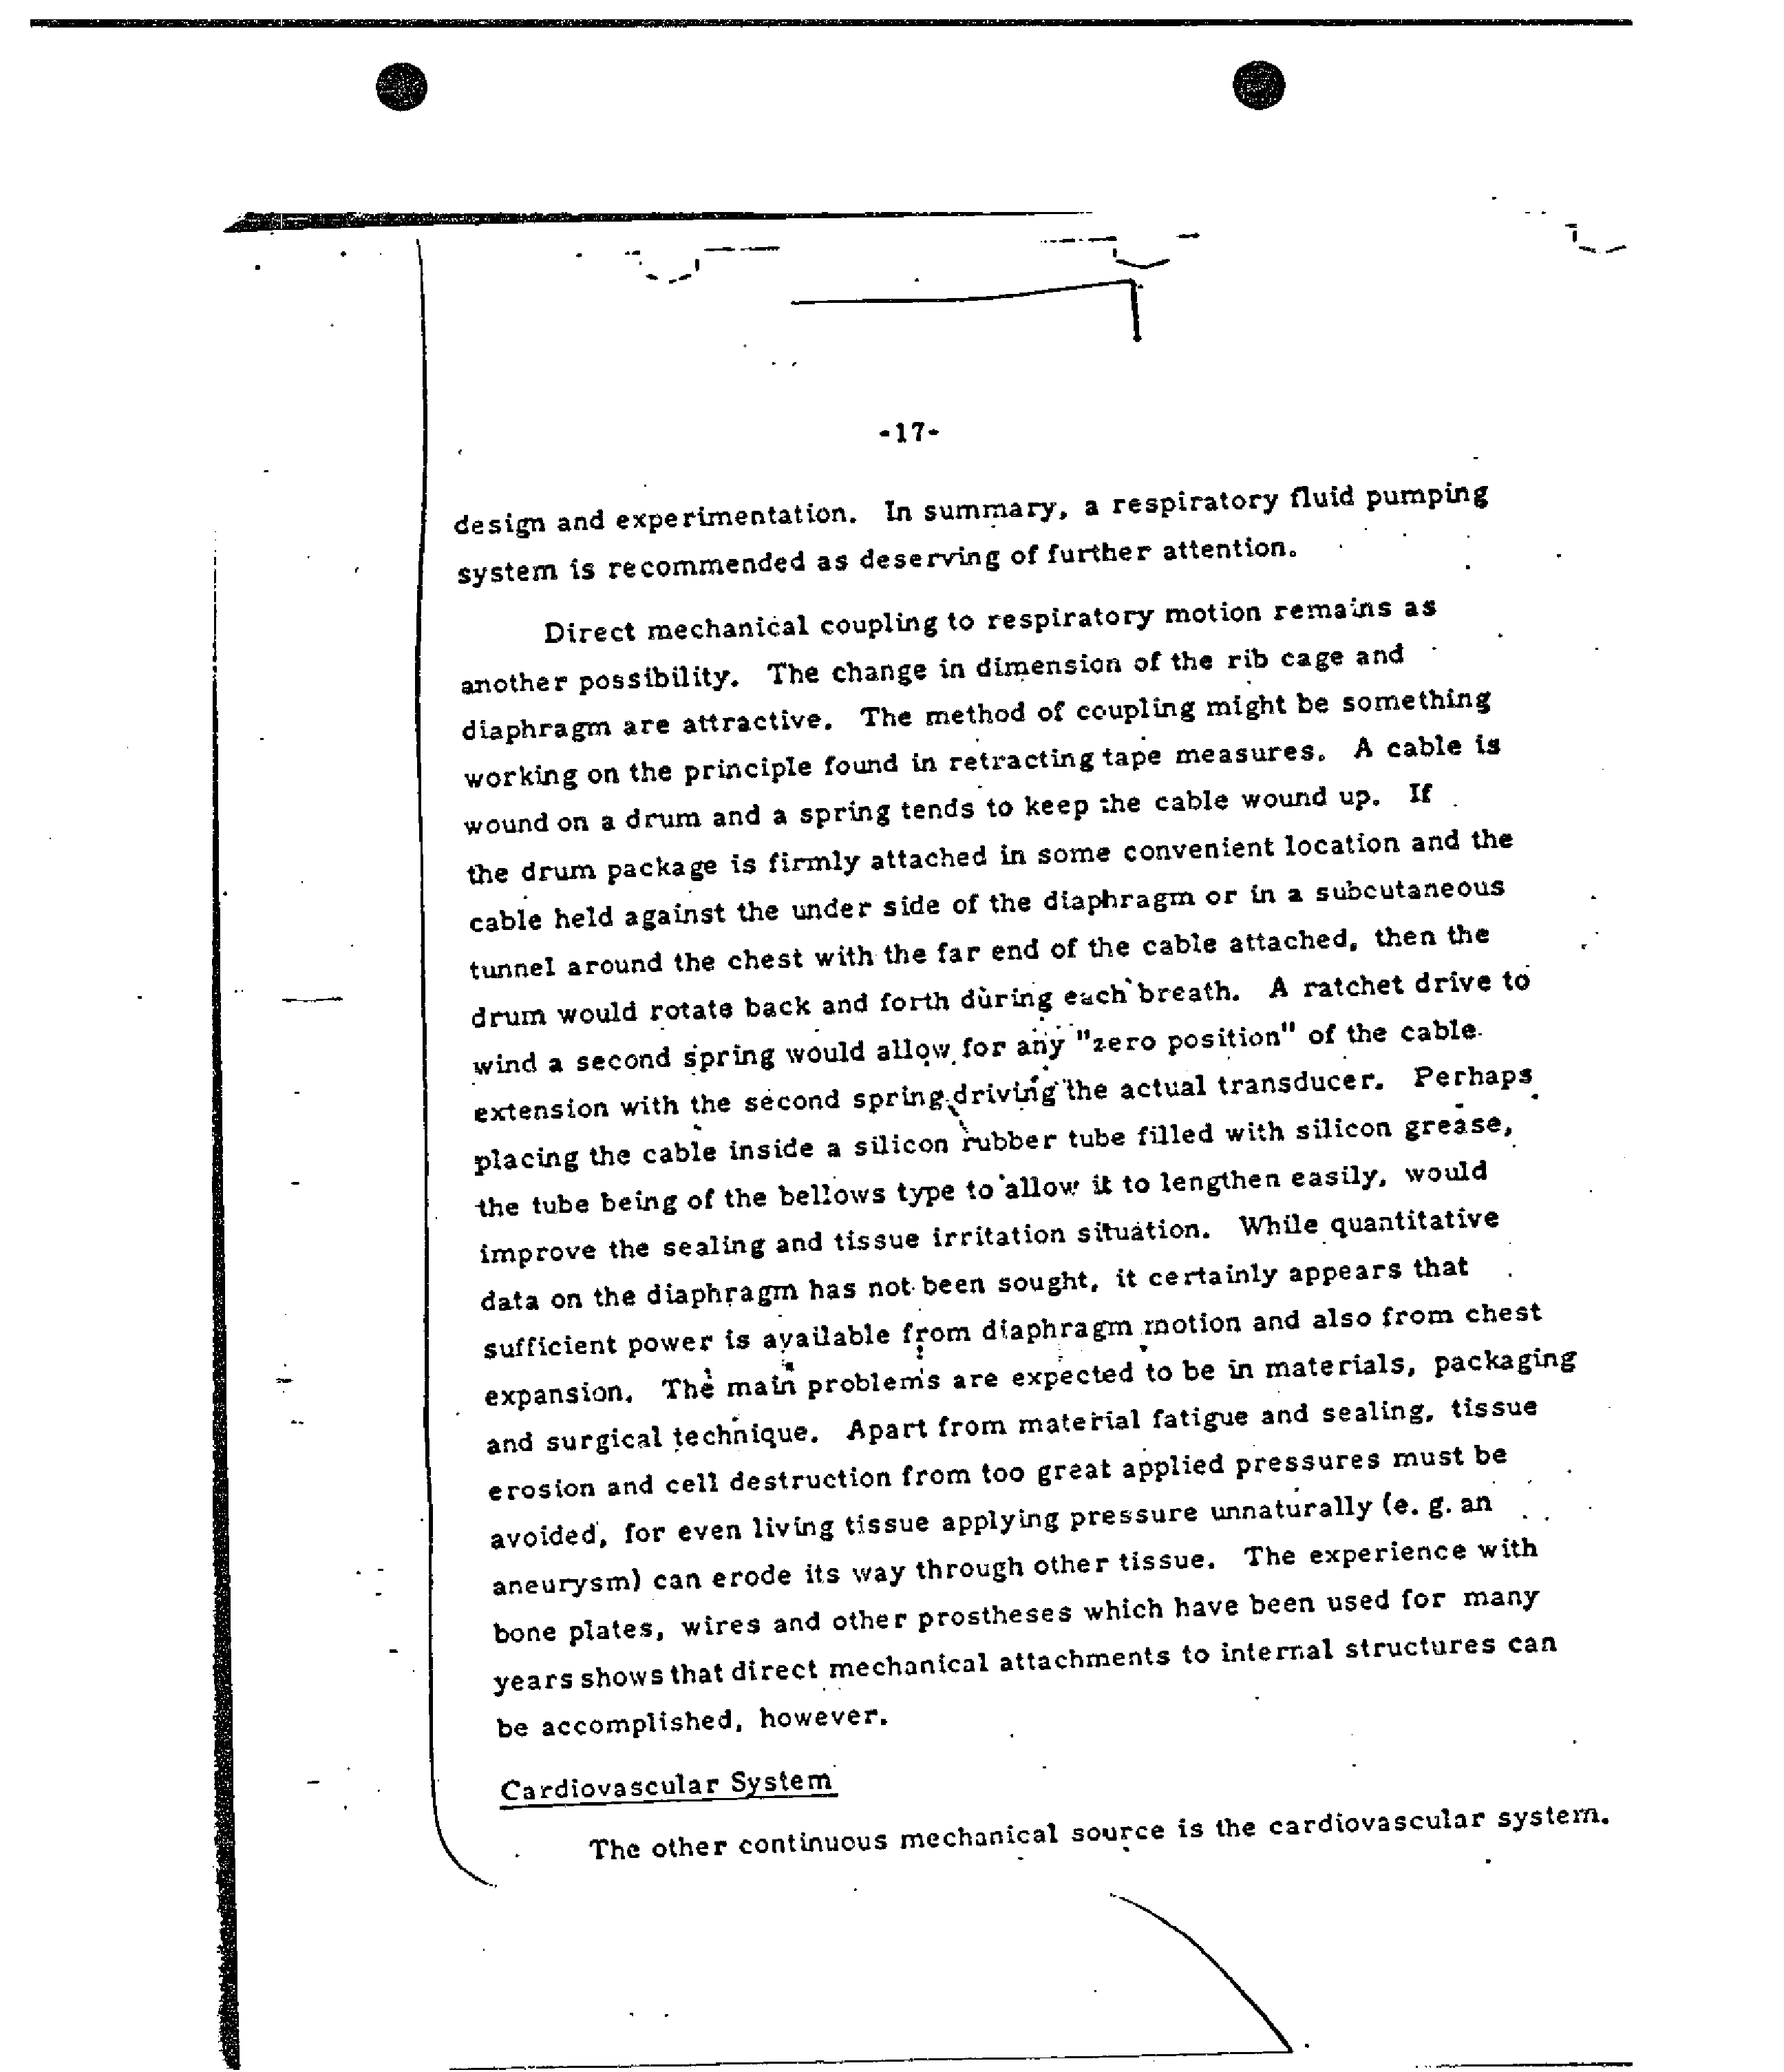 -17-
design and experimentation. In summary, a respiratory fluid pumping
system is recommended as deserving of further attention.
Direct mechanical coupling to respiratory motion remains as
another possibility. The change in dimension of the rib cage and
diaphragm are attractive. The method of coupling might be something
working on the principle found in retracting tape measures. A cable is
wound on a drum and a spring tends to keep the cable wound up. If
the drum package is firmly attached in some convenient location and the
cable held against the under side of the diaphragm or in a subcutaneous
tunnel around the chest with the far end of the cable attached, then the
drum would rotate back and forth during each breath. A ratchet drive to
wind a second spring would allow for any "zero position" of the cable
extension with the second spring driving the actual transducer. Perhaps
placing the cable inside a silicon rubber tube filled with silicon grease,
the tube being of the bellows type to allow it to lengthen easily, would
improve the sealing and tissue irritation situation. While quantitative
data on the diaphragm has not been sought, it certainly appears that
sufficient power is available from diaphragm motion and also from chest
expansion. The main problems are expected to be in materials, packaging
and surgical technique. Apart from material fatigue and sealing, tissue
erosion and cell destruction from too great applied pressures must be
avoided, for even living tissue applying pressure unnaturally (e. g. an
aneurysm) can erode its way through other tissue. The experience with
bone plates, wires and other prostheses which have been used for many
years shows that direct mechanical attachments to internal structures can
be accomplished, however.
Cardiovascular System
The other continuous mechanical source is the cardiovascular system.